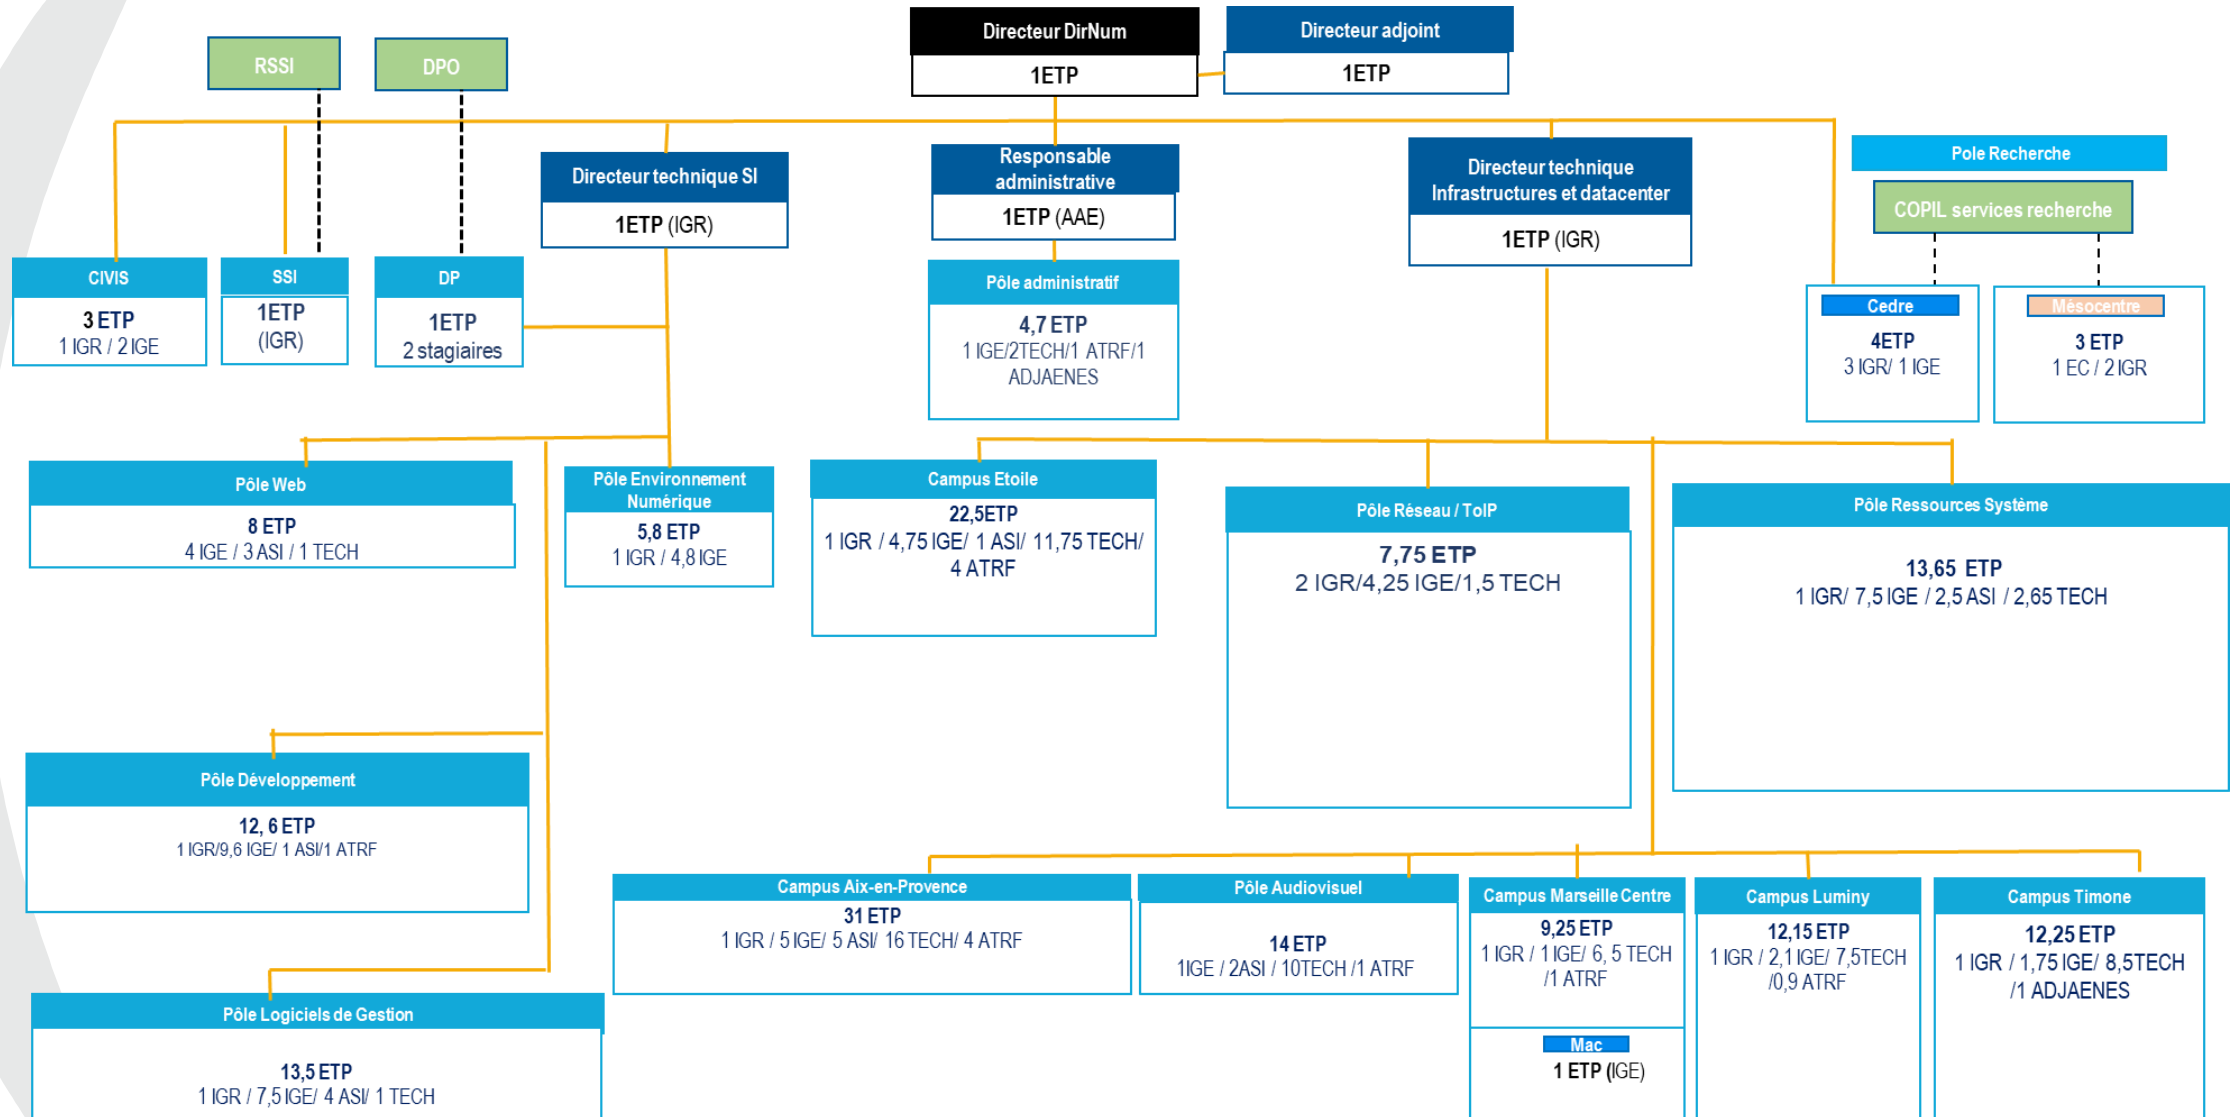 Directeur DirNum
1ETP
Directeur adjoint
1ETP
RSSI
DPO
Directeur technique SI
1ETP (IGR)
Responsable
administrative
1ETP (AAE)
Directeur technique
Infrastructures et datacenter
1ETP (IGR)
Pole Recherche
COPIL services recherche
CIVIS
3 ETP
1 IGR / 2 IGE
SSI
1ETP
(IGR)
DP
1ETP
2 stagiaires
Pôle administratif
4,7 ETP
1 IGE/2TECH/1 ATRF/1
ADJAENES
Cedre
4ETP
3 IGR/ 1 IGE
Mésocentre
3 ETP
1 EC / 2 IGR
Pôle Web
8 ETP
4 IGE / 3 ASI / 1 TECH
Pôle Environnement
Numérique
5,8 ETP
1 IGR / 4,8 IGE
Campus Etoile
22,5ETP
1 IGR / 4,75 IGE/ 1 ASI/ 11,75 TECH/
4 ATRF
Pôle Réseau / ToIP
7,75 ETP
2 IGR/4,25 IGE/1,5 TECH
Pôle Ressources Système
13,65 ETP
1 IGR/ 7,5 IGE / 2,5 ASI / 2,65 TECH
Pôle Développement
12, 6 ETP
1 IGR/9,6 IGE/ 1 ASI/1 ATRF
Campus Aix-en-Provence
31 ETP
1 IGR / 5 IGE/ 5 ASI/ 16 TECH/ 4 ATRF
Pôle Audiovisuel
14 ETP
1IGE / 2ASI / 10TECH /1 ATRF
Campus Marseille Centre
9,25 ETP
1 IGR / 1 IGE/ 6, 5 TECH
/1 ATRF
Mac
1 ETP (IGE)
Campus Luminy
12,15 ETP
1 IGR / 2,1 IGE/ 7,5TECH
/0,9 ATRF
Campus Timone
12,25 ETP
1 IGR / 1,75 IGE/ 8,5TECH
/1 ADJAENES
Pôle Logiciels de Gestion
13,5 ETP
1 IGR / 7,5 IGE/ 4 ASI/ 1 TECH